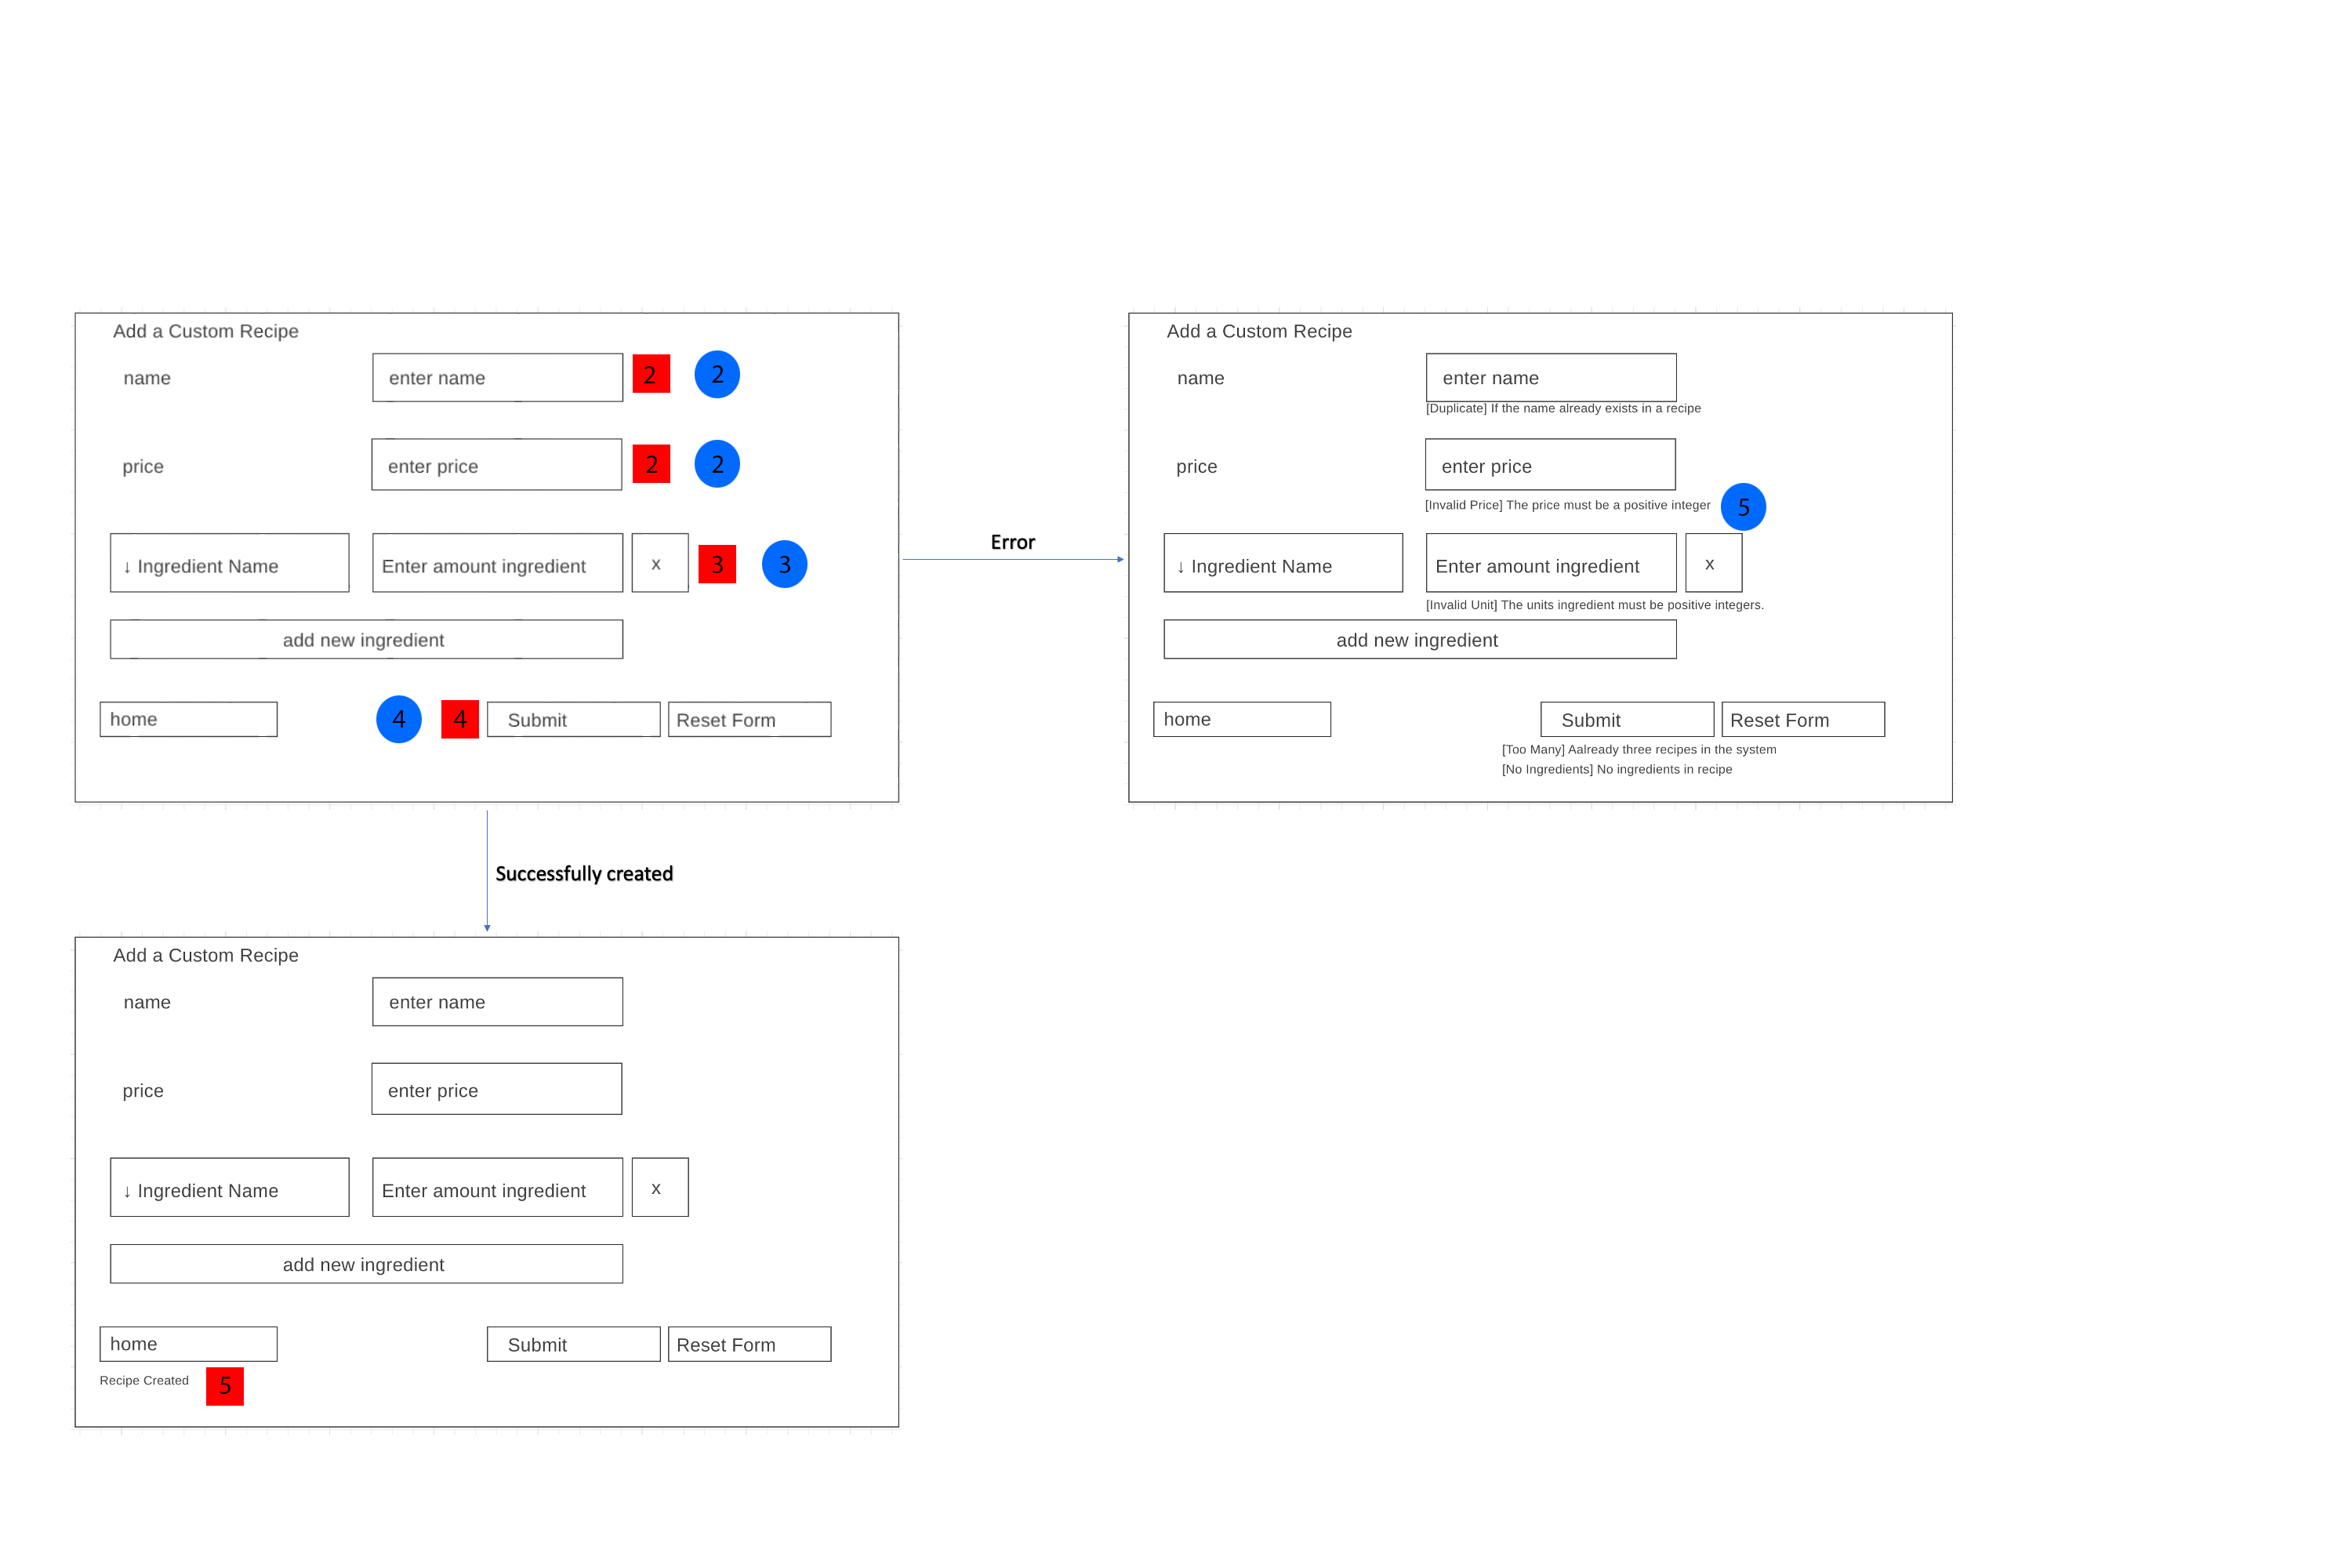 Add a Custom Recipe
name
enter name
2
2
price
enter price
2
2
↓ Ingredient Name
Enter amount ingredient
x
3
3
add new ingredient
home
4
4
Submit
Reset Form
Error
Add a Custom Recipe
name
enter name
[Duplicate] If the name already exists in a recipe
price
enter price
[Invalid Price] The price must be a positive integer
5
↓ Ingredient Name
Enter amount ingredient
x
[Invalid Unit] The units ingredient must be positive integers.
add new ingredient
home
Submit
Reset Form
[Too Many] Aalready three recipes in the system
[No Ingredients] No ingredients in recipe
Successfully created
Add a Custom Recipe
name
enter name
price
enter price
↓ Ingredient Name
Enter amount ingredient
x
add new ingredient
home
Submit
Reset Form
Recipe Created
5